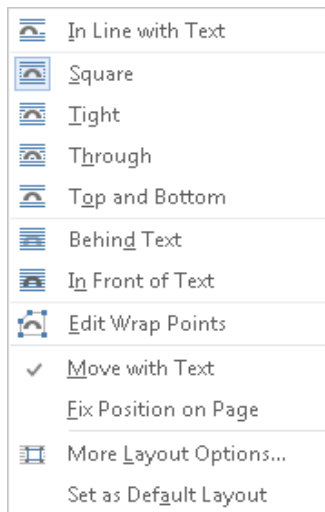 In Line with Text
Square
Tight
Through
Top and Bottom
Behind Text
In Front of Text
Edit Wrap Points
Move with Text
Fix Position on Page
More Layout Options...
Set as Default Layout